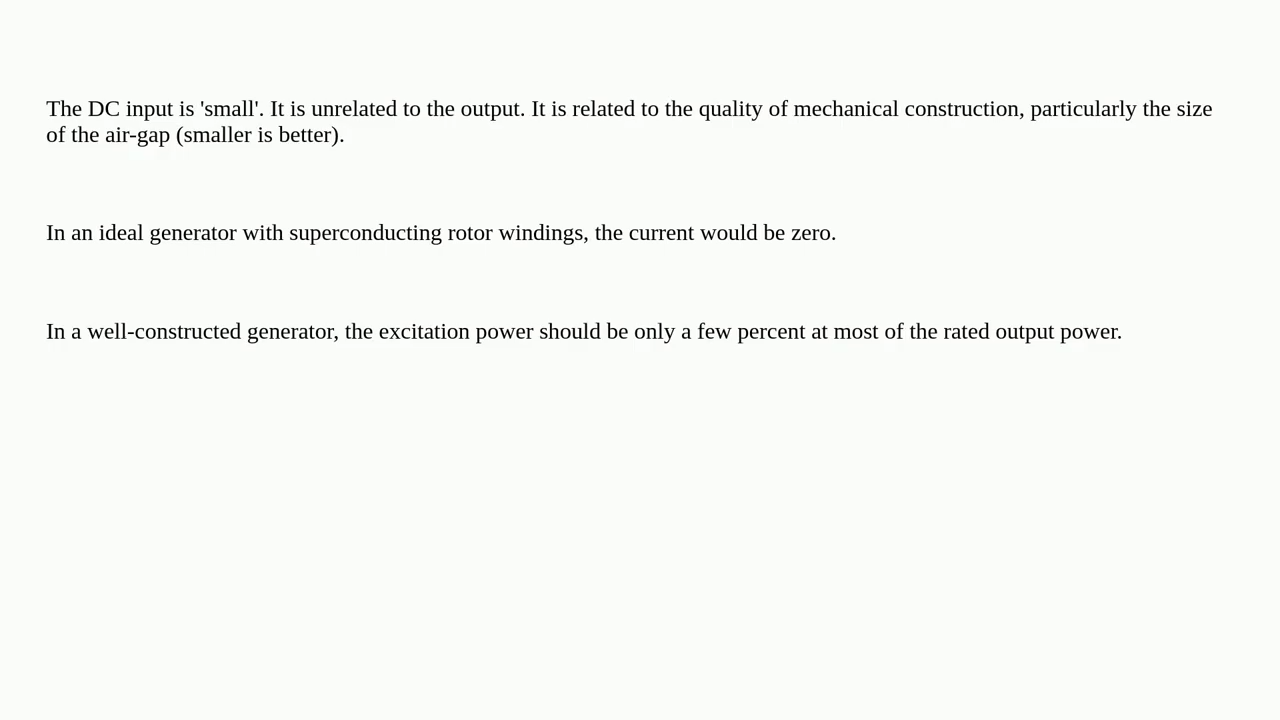 The DC input is 'small'. It is unrelated to the output. It is related to the quality of mechanical construction, particularly the size
of the air-gap (smaller is better).
In an ideal generator with superconducting rotor windings, the current would be zero.
In a well-constructed generator, the excitation power should be only a few percent at most of the rated output power.